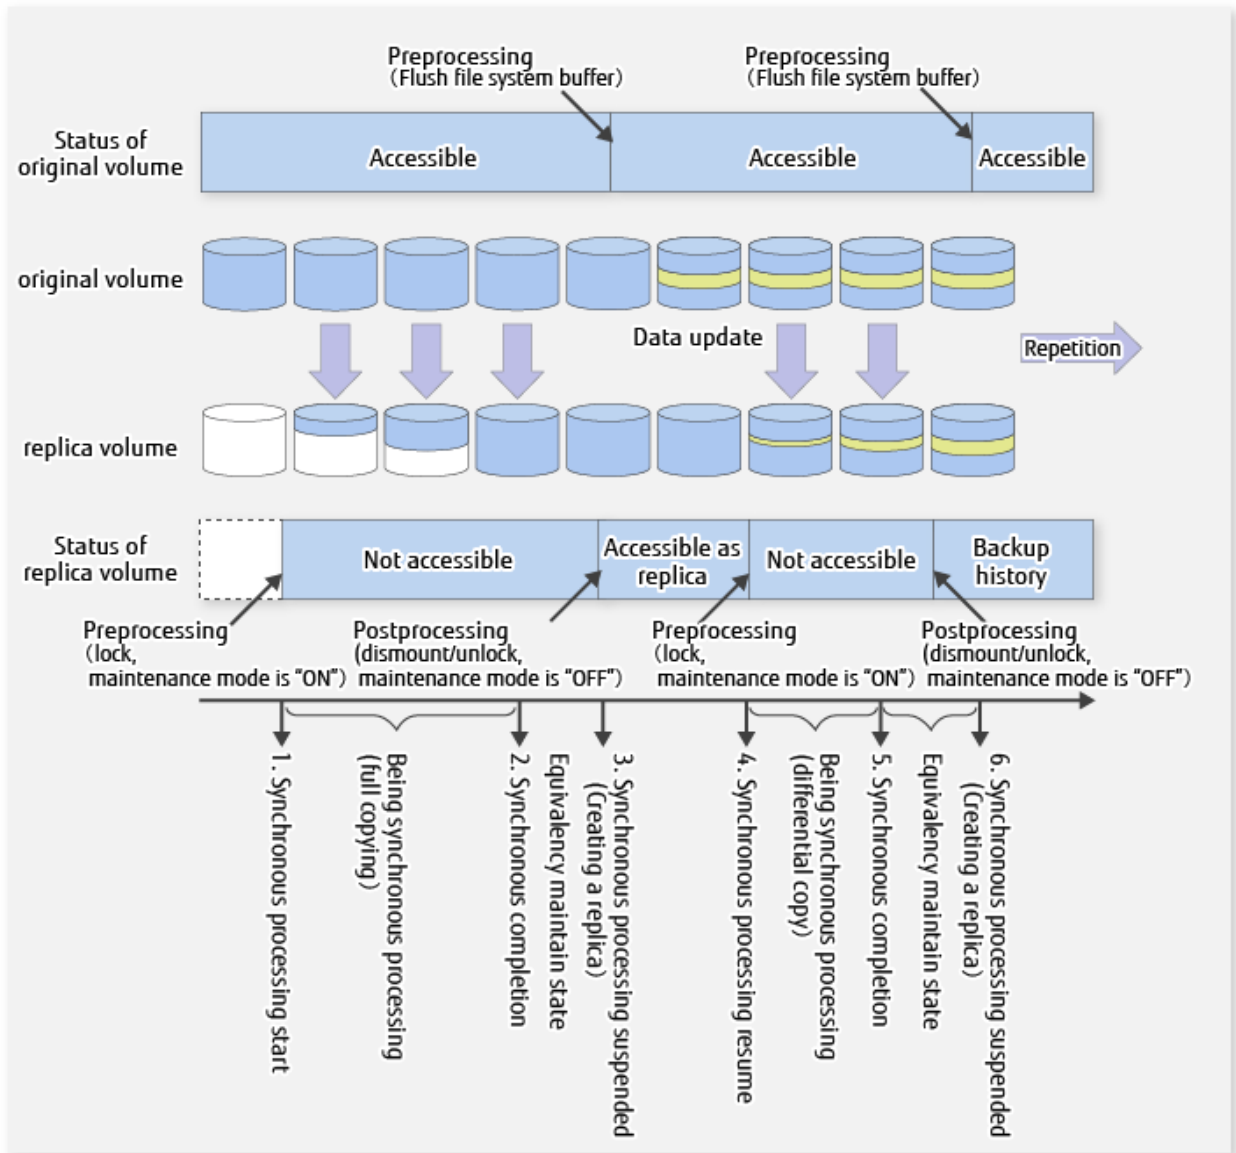 Preprocessing
(Flush file system buffer)
Preprocessing
(Flush file system buffer)
Status of
original volume
Accessible
Accessible
Accessible
original volume
Data update
Repetition
replica volume
Status of
replica volume
Not accessible
Accessible as
replica
Not accessible
Backup
history
Preprocessing
(lock,
maintenance mode is “ON”)
Postprocessing
(dismount/unlock,
maintenance mode is “OFF”)
Preprocessing
(lock,
maintenance mode is “ON”)
Postprocessing
(dismount/unlock,
maintenance mode is “OFF”)
1. Synchronous processing start
Being synchronous processing
(full copying)
2. Synchronous completion
Equivalency maintain state
3. Synchronous processing suspended
(Creating a replica)
4. Synchronous processing resume
Being synchronous processing
(differential copy)
5. Synchronous completion
Equivalency maintain state
6. Synchronous processing suspended
(Creating a replica)